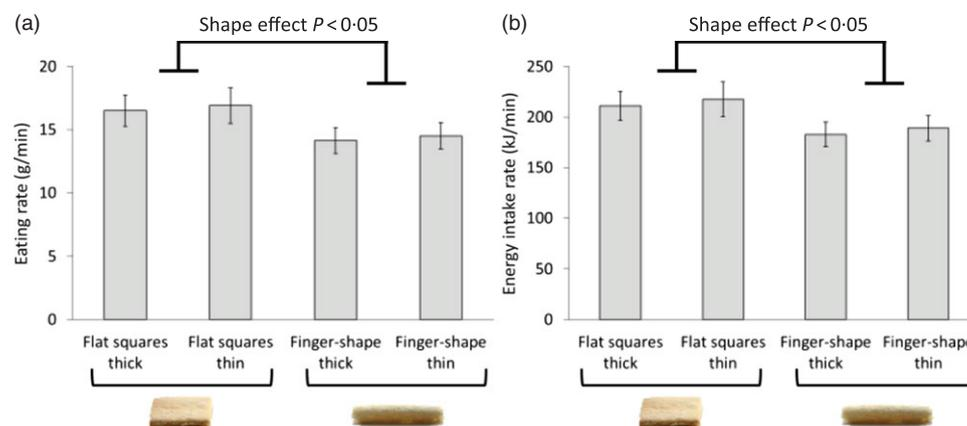 (a)
Shape effect P < 0·05
20
15
10
5
0
Eating rate (g/min)
Flat squares thick
Flat squares thin
Finger-shape thick
Finger-shape thin
(b)
Shape effect P < 0·05
250
200
150
100
50
0
Energy intake rate (kJ/min)
Flat squares thick
Flat squares thin
Finger-shape thick
Finger-shape thin